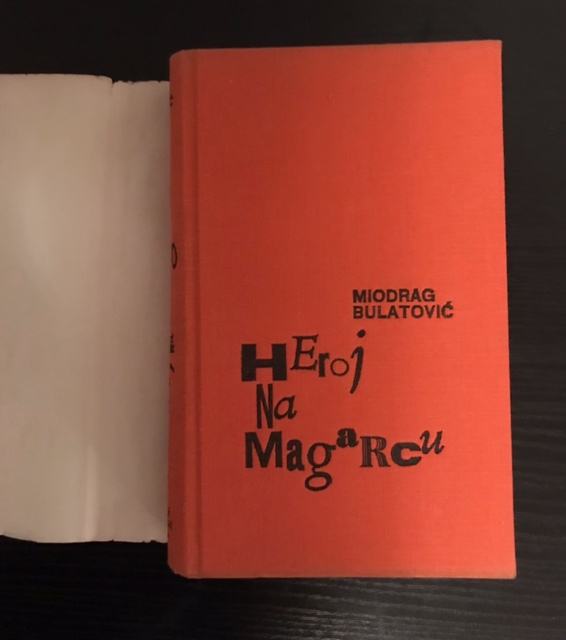 MIODRAG
BULATOVIĆ
HEroj
Na
MagaRcu